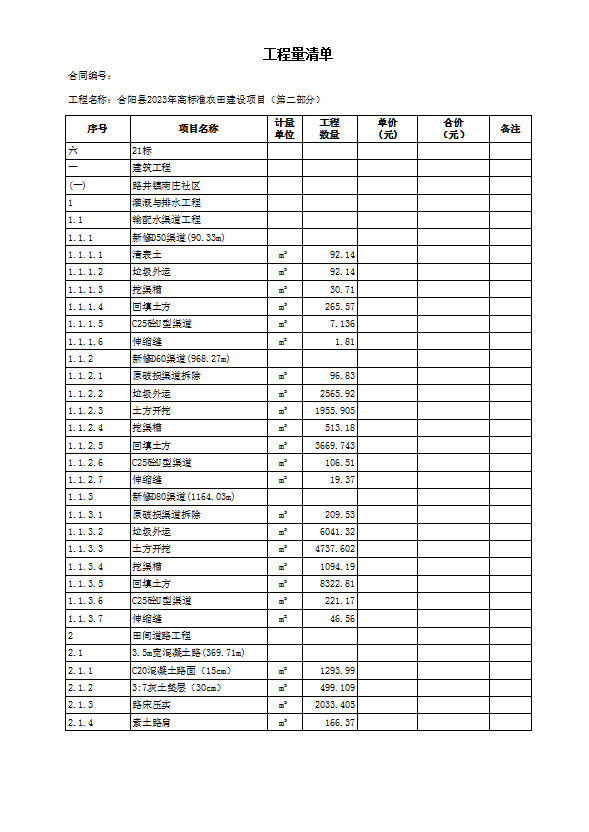 工程量清单
合同编号：
工程名称：合阳县2023年高标准农田建设项目（第二部分）
序号 项目名称 计量单位 工程数量 单价（元） 合价（元） 备注
六 21标
一 建筑工程
(一) 路井镇南庄社区
1 灌溉与排水工程
1.1 输配水渠道工程
1.1.1 新修D50渠道(90.33m)
1.1.1.1 清表土 m³ 92.14
1.1.1.2 垃圾外运 m³ 92.14
1.1.1.3 挖渠槽 m³ 30.71
1.1.1.4 回填土方 m³ 265.57
1.1.1.5 C25砼U型渠道 m³ 7.136
1.1.1.6 伸缩缝 m² 1.81
1.1.2 新修D60渠道(968.27m)
1.1.2.1 原破损渠道拆除 m³ 96.83
1.1.2.2 垃圾外运 m³ 2565.92
1.1.2.3 土方开挖 m³ 1955.905
1.1.2.4 挖渠槽 m³ 513.18
1.1.2.5 回填土方 m³ 3669.743
1.1.2.6 C25砼U型渠道 m³ 106.51
1.1.2.7 伸缩缝 m² 19.37
1.1.3 新修D80渠道(1164.03m)
1.1.3.1 原破损渠道拆除 m³ 209.53
1.1.3.2 垃圾外运 m³ 6041.32
1.1.3.3 土方开挖 m³ 4737.602
1.1.3.4 挖渠槽 m³ 1094.19
1.1.3.5 回填土方 m³ 8322.81
1.1.3.6 C25砼U型渠道 m³ 221.17
1.1.3.7 伸缩缝 m² 46.56
2 田间道路工程
2.1 3.5m宽混凝土路(369.71m)
2.1.1 C20混凝土路面（15cm） m² 1293.99
2.1.2 3:7灰土垫层（30cm） m³ 499.109
2.1.3 路床压实 m² 2033.405
2.1.4 素土路肩 m³ 166.37